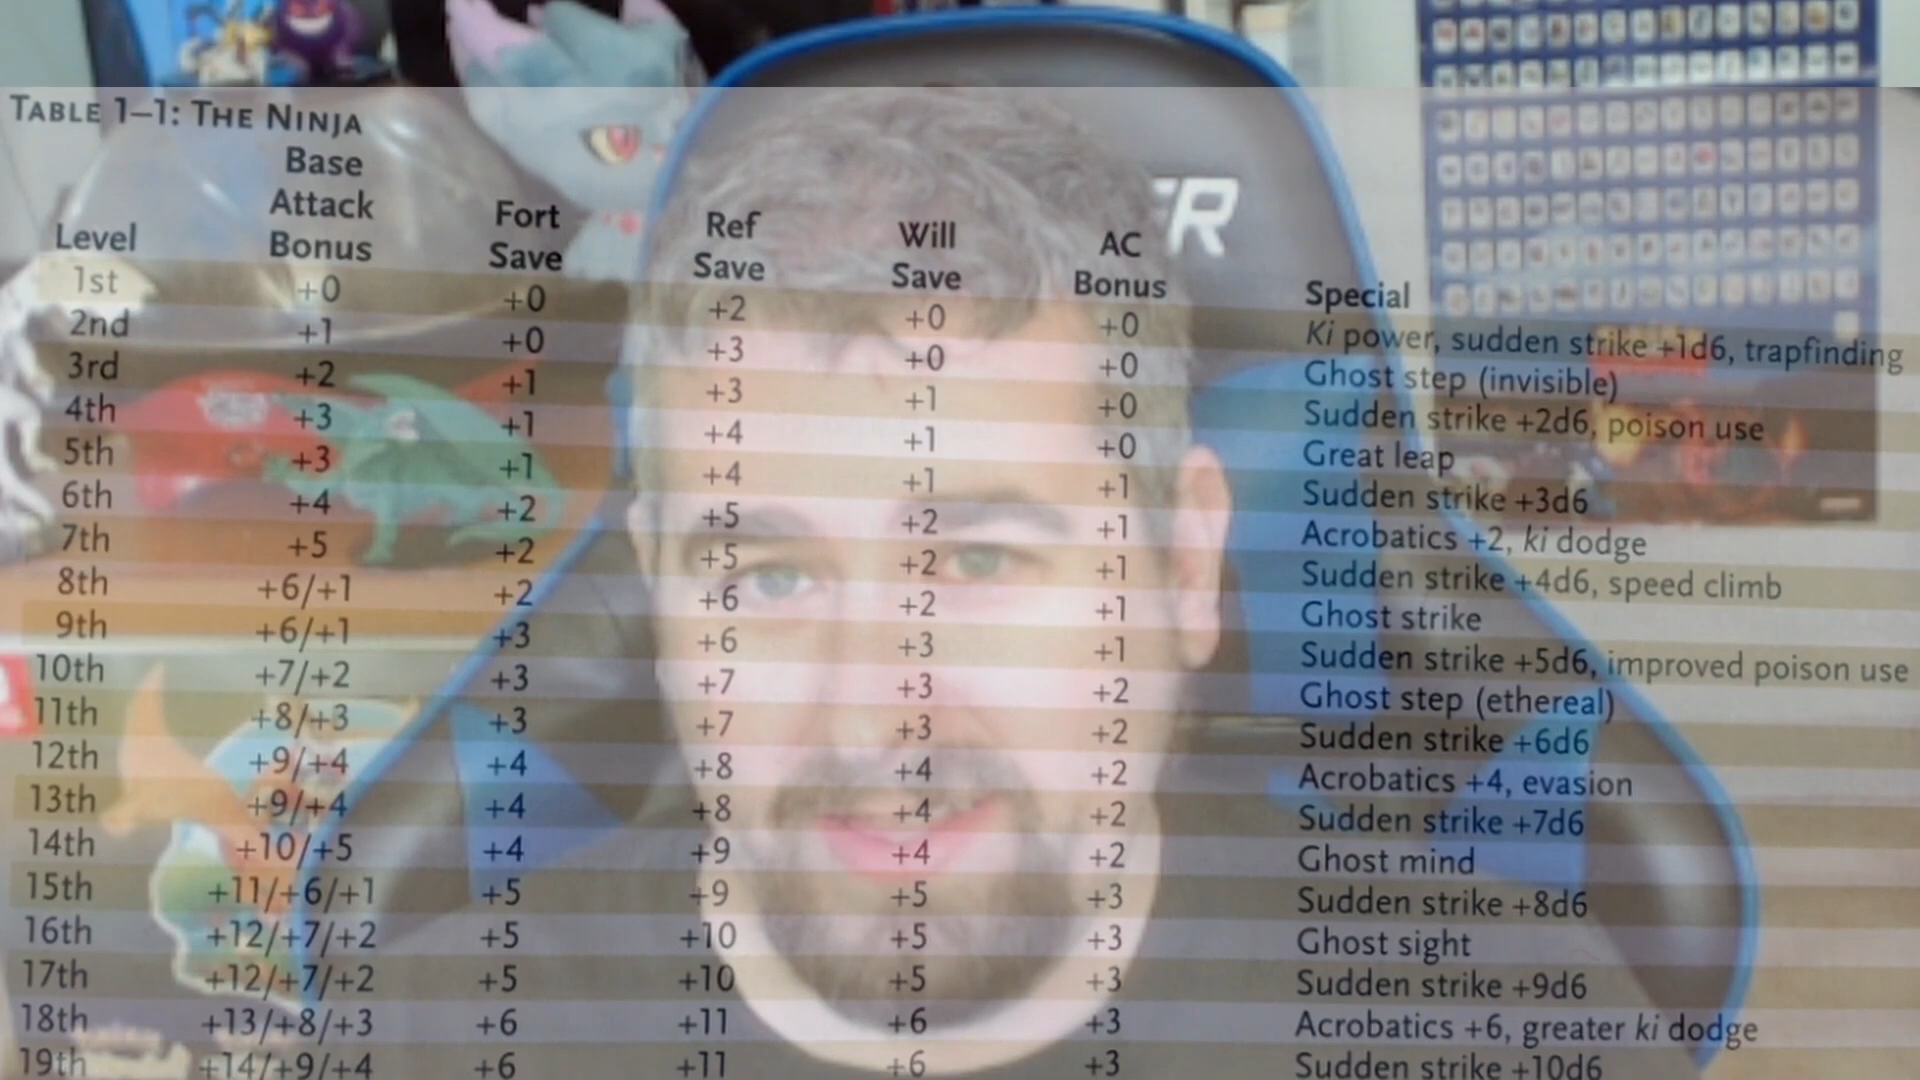 TABLE 1–1: THE NINJA
Base
Attack
Bonus
Level
Fort
Save
Ref
Save
Will
Save
AC
Bonus
Special
ER
1st +0 +0 +2 +0 +0 Ki power, sudden strike +1d6, trapfinding
2nd +1 +0 +3 +0 +0 Ghost step (invisible)
3rd +2 +1 +3 +1 +0 Sudden strike +2d6, poison use
4th +3 +1 +4 +1 +0 Great leap
5th +3 +1 +4 +1 +1 Sudden strike +3d6
6th +4 +2 +5 +2 +1 Acrobatics +2, ki dodge
7th +5 +2 +5 +2 +1 Sudden strike +4d6, speed climb
8th +6/+1 +2 +6 +2 +1 Ghost strike
9th +6/+1 +3 +6 +3 +1 Sudden strike +5d6, improved poison use
10th +7/+2 +3 +7 +3 +2 Ghost step (ethereal)
11th +8/+3 +3 +7 +3 +2 Sudden strike +6d6
12th +9/+4 +4 +8 +4 +2 Acrobatics +4, evasion
13th +9/+4 +4 +8 +4 +2 Sudden strike +7d6
14th +10/+5 +4 +9 +4 +2 Ghost mind
15th +11/+6/+1 +5 +9 +5 +3 Sudden strike +8d6
16th +12/+7/+2 +5 +10 +5 +3 Ghost sight
17th +12/+7/+2 +5 +10 +5 +3 Sudden strike +9d6
18th +13/+8/+3 +6 +11 +6 +3 Acrobatics +6, greater ki dodge
19th +14/+9/+4 +6 +11 +6 +3 Sudden strike +10d6